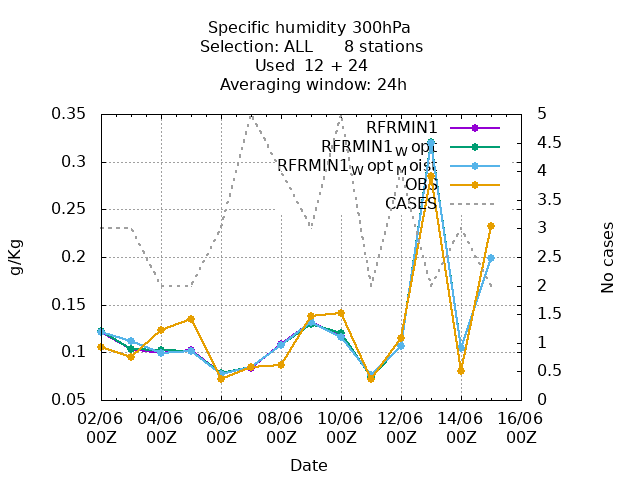 Specific humidity 300hPa
Selection: ALL 8 stations
Used 12 + 24
Averaging window: 24h
0.35
0.3
0.25
0.2
0.15
0.1
0.05
g/Kg
5
4.5
4
3.5
3
2.5
2
1.5
1
0.5
0
No cases
RFRMIN1
RFRMIN1W opt
RFRMIN1W optM oist
OBS
CASES
02/06 04/06 06/06 08/06 10/06 12/06 14/06 16/06
00Z 00Z 00Z 00Z 00Z 00Z 00Z 00Z
Date